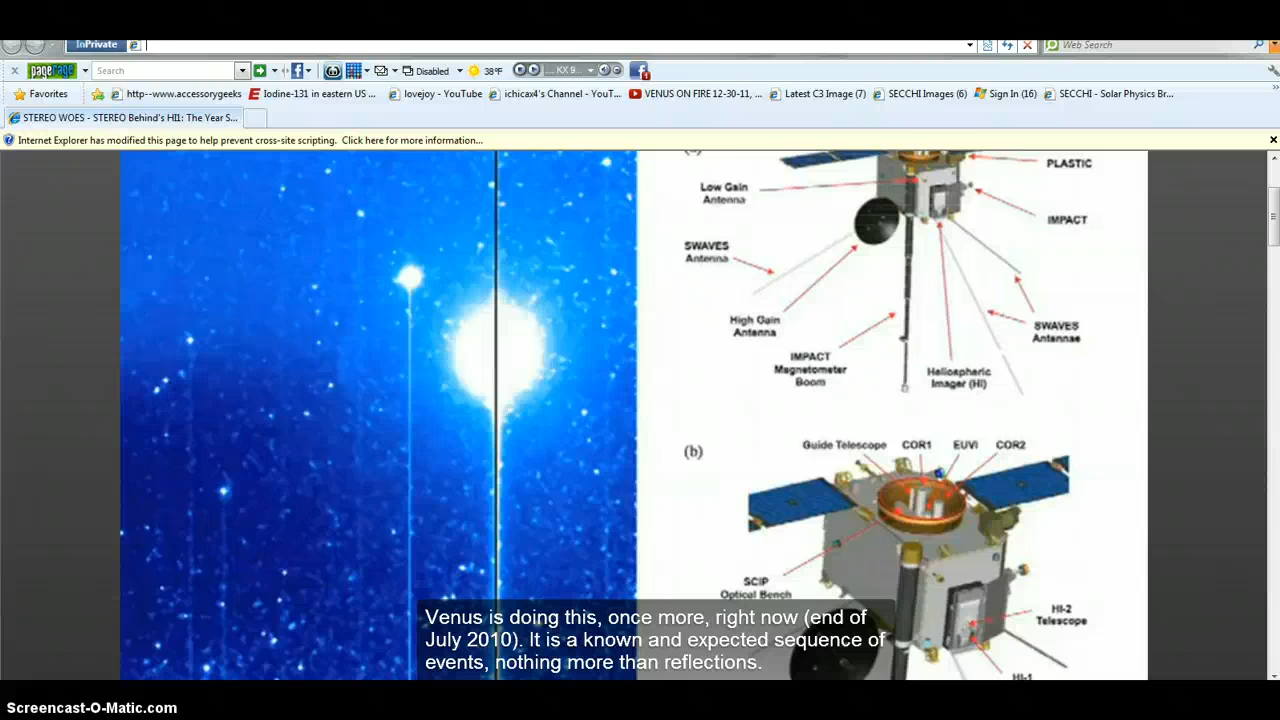 InPrivate
Web Search
x pagerage Search Disabled 38°F .... KX 9...
Favorites http--www.accessorygeeks Iodine-131 in eastern US ... lovejoy - YouTube ichicax4's Channel - YouT... VENUS ON FIRE 12-30-11, ... Latest C3 Image (7) SECCHI Images (6) Sign In (16) SECCHI - Solar Physics Br...
STEREO WOES - STEREO Behind's HI1: The Year S...
Internet Explorer has modified this page to help prevent cross-site scripting. Click here for more information...
PLASTIC
Low Gain
Antenna
IMPACT
SWAVES
Antenna
High Gain
Antenna
SWAVES
Antennae
IMPACT
Magnetometer
Boom
Heliospheric
Imager (HI)
(b)
Guide Telescope COR1 EUVI COR2
SCIP
Optical Bench
HI-2
Telescope
HI-1
Venus is doing this, once more, right now (end of
July 2010). It is a known and expected sequence of
events, nothing more than reflections.
Screencast-O-Matic.com